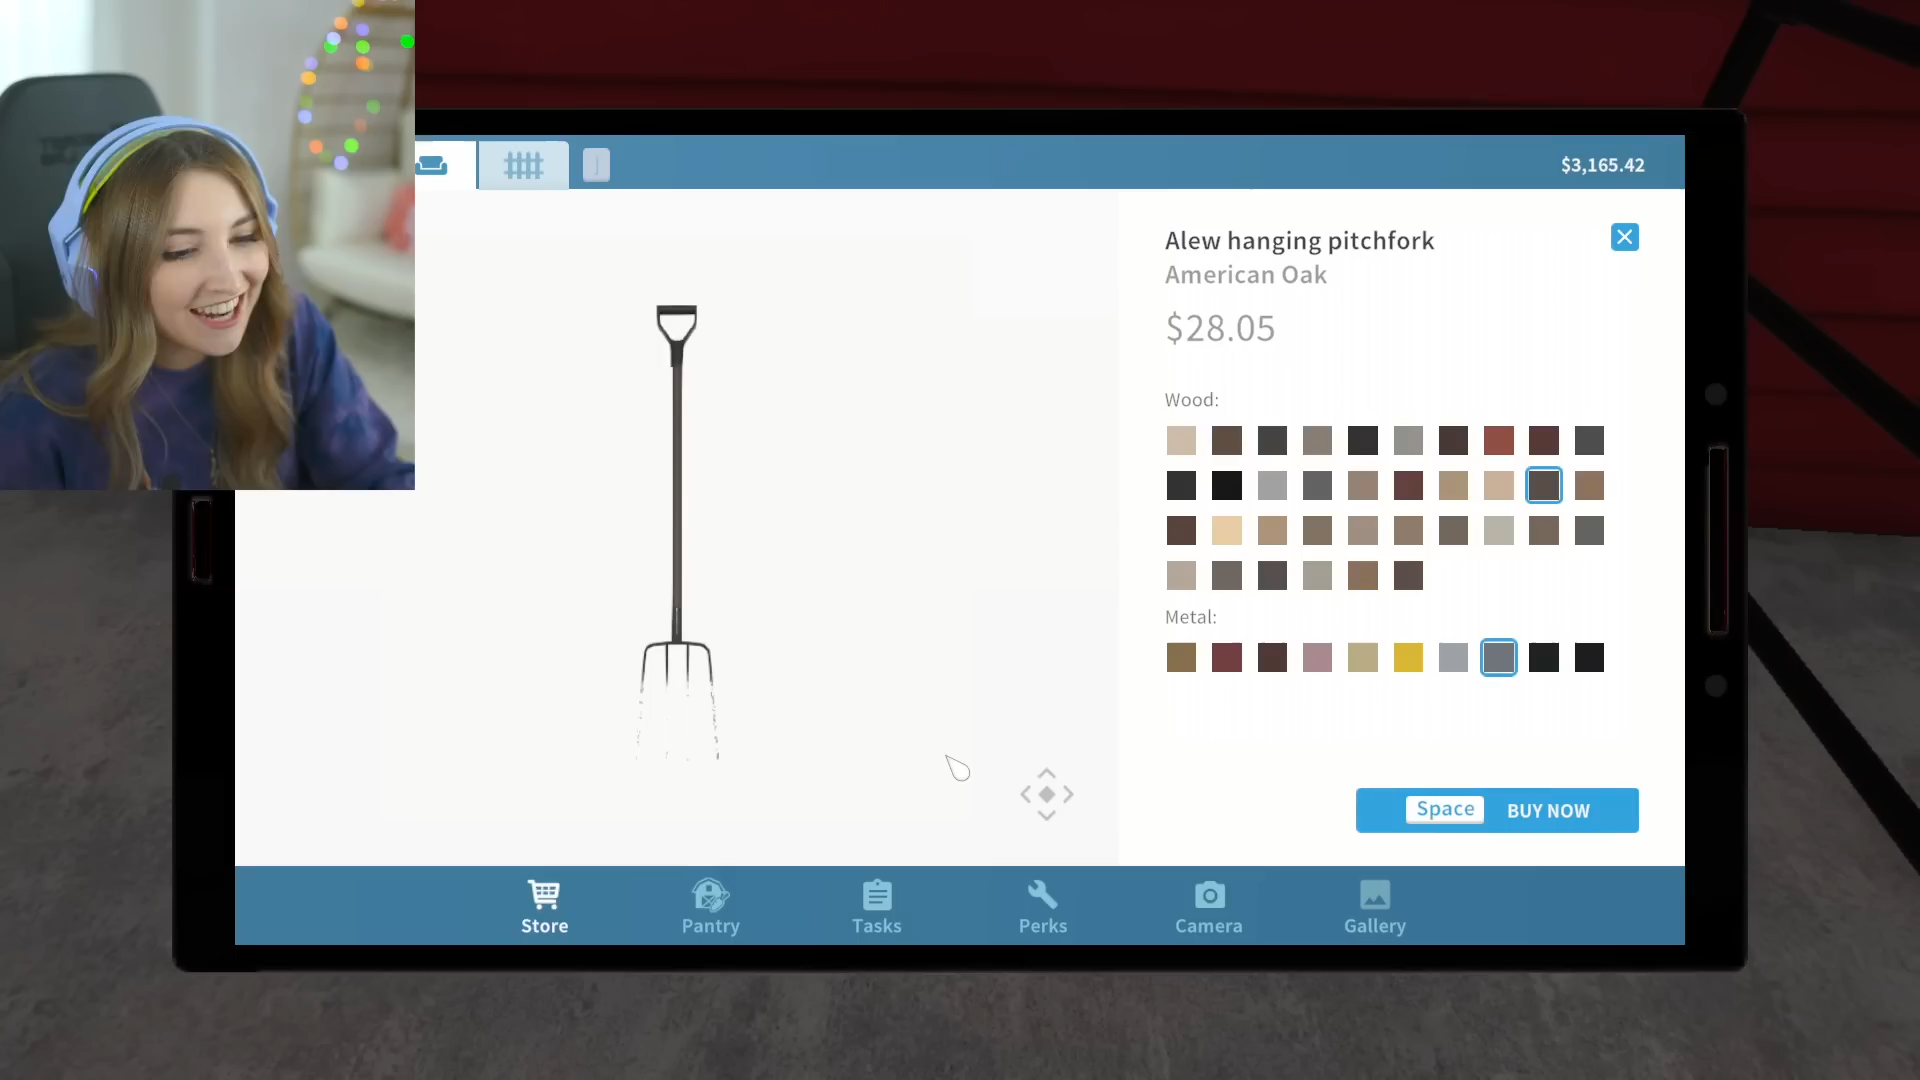 $3,165.42
Alew hanging pitchfork
American Oak
$28.05
Wood:
Metal:
Space BUY NOW
Store Pantry Tasks Perks Camera Gallery